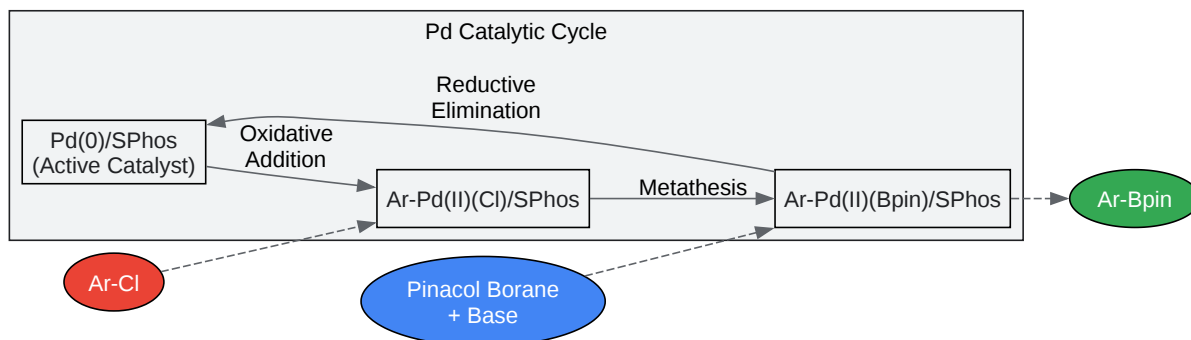 Pd Catalytic Cycle
Reductive
Elimination
Pd(0)/SPhos
(Active Catalyst)
Oxidative
Addition
Ar-Pd(II)(Cl)/SPhos
Metathesis
Ar-Pd(II)(Bpin)/SPhos
Ar-Bpin
Ar-Cl
Pinacol Borane
+ Base